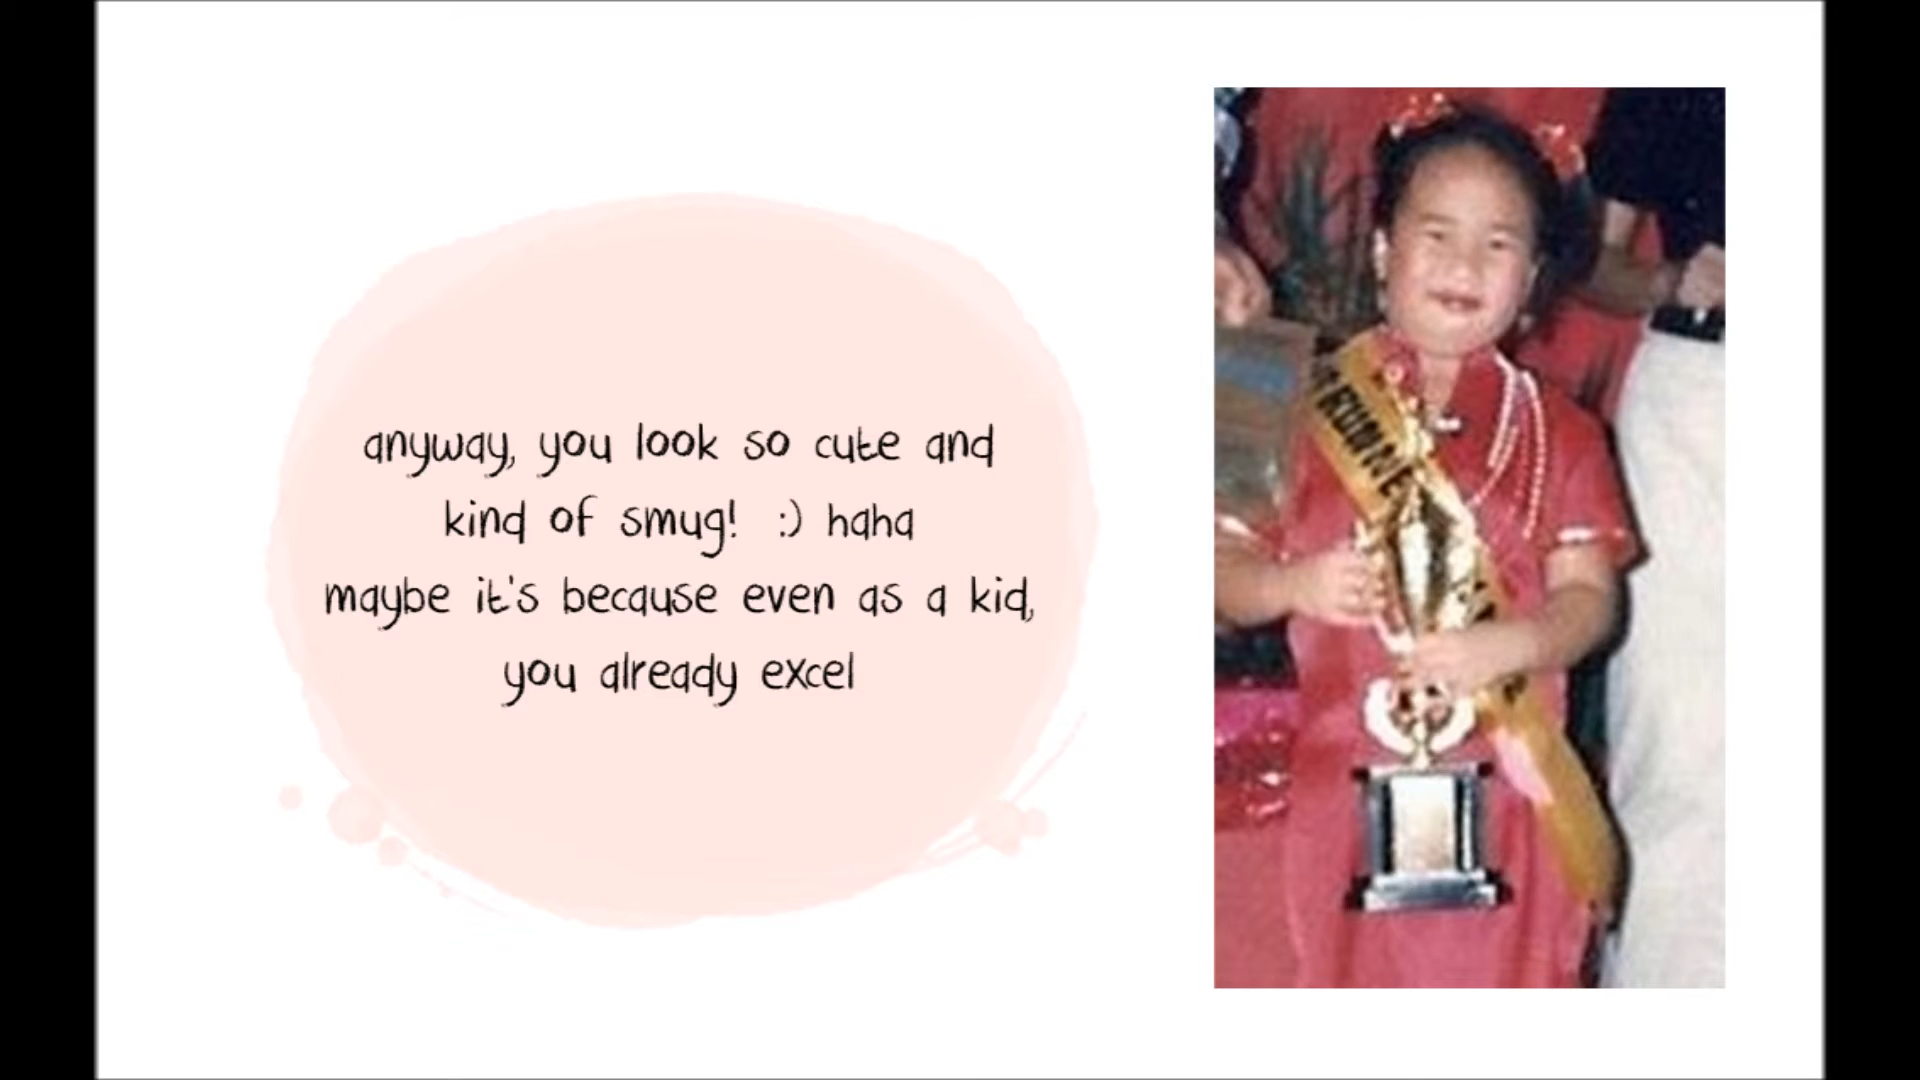 anyway, you look so cute and
kind of smug! :) haha
maybe it's because even as a kid,
you already excel